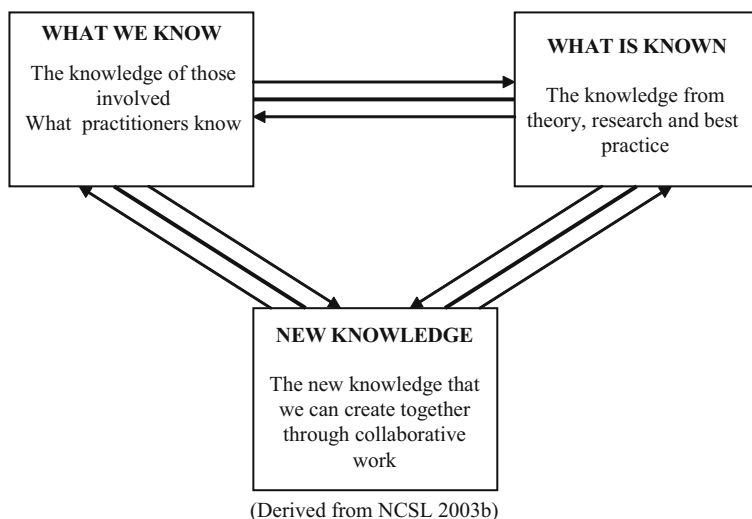 WHAT WE KNOW
The knowledge of those
involved
What practitioners know
WHAT IS KNOWN
The knowledge from
theory, research and best
practice
NEW KNOWLEDGE
The new knowledge that
we can create together
through collaborative
work
(Derived from NCSL 2003b)